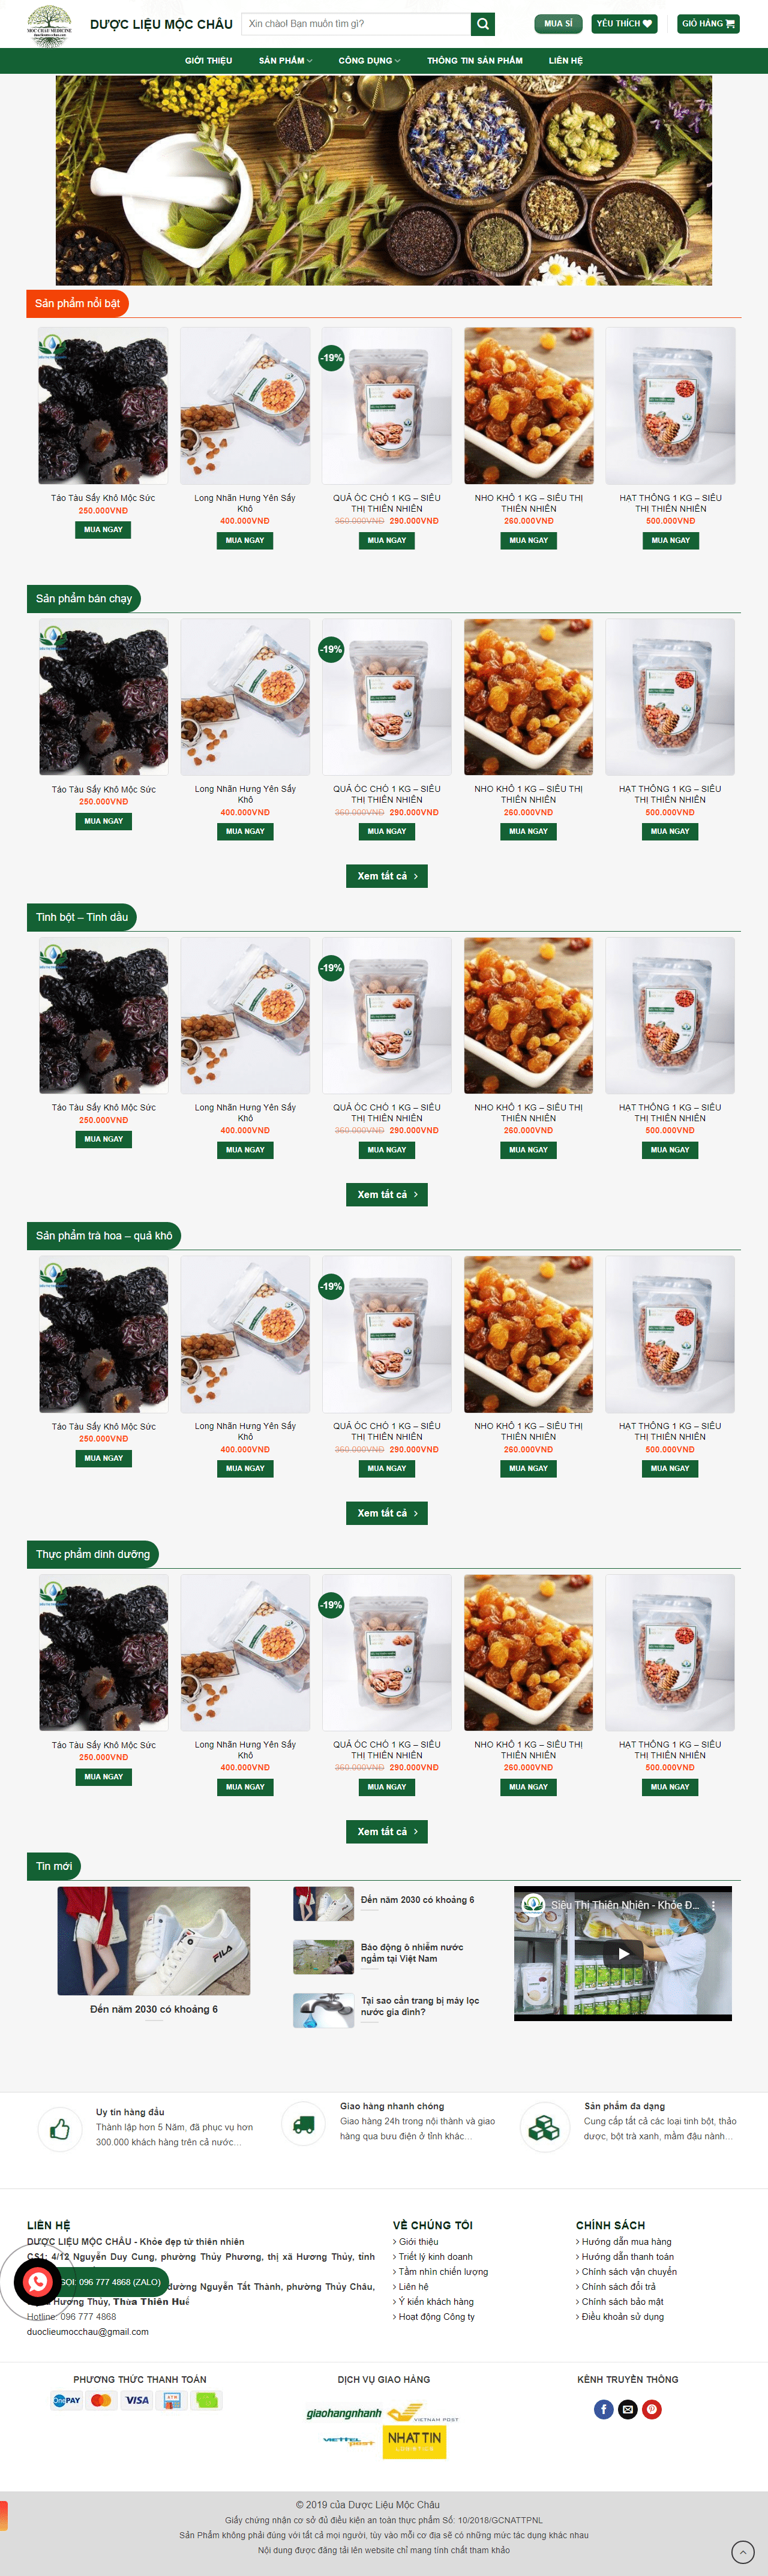 MOC CHAU MEDICINE
DƯỢC LIỆU MỘC CHÂU
Xin chào! Bạn muốn tìm gì?
MUA SỈ
YÊU THÍCH
GIỎ HÀNG
GIỚI THIỆU
SẢN PHẨM
CÔNG DỤNG
THÔNG TIN SẢN PHẨM
LIÊN HỆ
Sản phẩm nổi bật
-19%
Táo Tàu Sấy Khô Mộc Sức
250.000VNĐ
MUA NGAY
Long Nhãn Hưng Yên Sấy
Khô
400.000VNĐ
MUA NGAY
QUẢ ÓC CHÓ 1 KG – SIÊU
THỊ THIÊN NHIÊN
360.000VNĐ 290.000VNĐ
MUA NGAY
NHO KHÔ 1 KG – SIÊU THỊ
THIÊN NHIÊN
260.000VNĐ
MUA NGAY
HẠT THÔNG 1 KG – SIÊU
THỊ THIÊN NHIÊN
500.000VNĐ
MUA NGAY
Sản phẩm bán chạy
-19%
Táo Tàu Sấy Khô Mộc Sức
250.000VNĐ
MUA NGAY
Long Nhãn Hưng Yên Sấy
Khô
400.000VNĐ
MUA NGAY
QUẢ ÓC CHÓ 1 KG – SIÊU
THỊ THIÊN NHIÊN
360.000VNĐ 290.000VNĐ
MUA NGAY
NHO KHÔ 1 KG – SIÊU THỊ
THIÊN NHIÊN
260.000VNĐ
MUA NGAY
HẠT THÔNG 1 KG – SIÊU
THỊ THIÊN NHIÊN
500.000VNĐ
MUA NGAY
Xem tất cả
Tinh bột – Tinh dầu
-19%
Táo Tàu Sấy Khô Mộc Sức
250.000VNĐ
MUA NGAY
Long Nhãn Hưng Yên Sấy
Khô
400.000VNĐ
MUA NGAY
QUẢ ÓC CHÓ 1 KG – SIÊU
THỊ THIÊN NHIÊN
360.000VNĐ 290.000VNĐ
MUA NGAY
NHO KHÔ 1 KG – SIÊU THỊ
THIÊN NHIÊN
260.000VNĐ
MUA NGAY
HẠT THÔNG 1 KG – SIÊU
THỊ THIÊN NHIÊN
500.000VNĐ
MUA NGAY
Xem tất cả
Sản phẩm trà hoa – quả khô
-19%
Táo Tàu Sấy Khô Mộc Sức
250.000VNĐ
MUA NGAY
Long Nhãn Hưng Yên Sấy
Khô
400.000VNĐ
MUA NGAY
QUẢ ÓC CHÓ 1 KG – SIÊU
THỊ THIÊN NHIÊN
360.000VNĐ 290.000VNĐ
MUA NGAY
NHO KHÔ 1 KG – SIÊU THỊ
THIÊN NHIÊN
260.000VNĐ
MUA NGAY
HẠT THÔNG 1 KG – SIÊU
THỊ THIÊN NHIÊN
500.000VNĐ
MUA NGAY
Xem tất cả
Thực phẩm dinh dưỡng
-19%
Táo Tàu Sấy Khô Mộc Sức
250.000VNĐ
MUA NGAY
Long Nhãn Hưng Yên Sấy
Khô
400.000VNĐ
MUA NGAY
QUẢ ÓC CHÓ 1 KG – SIÊU
THỊ THIÊN NHIÊN
360.000VNĐ 290.000VNĐ
MUA NGAY
NHO KHÔ 1 KG – SIÊU THỊ
THIÊN NHIÊN
260.000VNĐ
MUA NGAY
HẠT THÔNG 1 KG – SIÊU
THỊ THIÊN NHIÊN
500.000VNĐ
MUA NGAY
Xem tất cả
Tin mới
FILA
Đến năm 2030 có khoảng 6
Đến năm 2030 có khoảng 6
Báo động ô nhiễm nước
ngầm tại Việt Nam
Tại sao cần trang bị máy lọc
nước gia đình?
Siêu Thị Thiên Nhiên - Khỏe Đ...
Uy tín hàng đầu
Thành lập hơn 5 Năm, đã phục vụ hơn
300.000 khách hàng trên cả nước…
Giao hàng nhanh chóng
Giao hàng 24h trong nội thành và giao
hàng qua bưu điện ở tỉnh khác…
Sản phẩm đa dạng
Cung cấp tất cả các loại tinh bột, thảo
dược, bột trà xanh, mầm đậu nành…
LIÊN HỆ
DƯỢC LIỆU MỘC CHÂU - Khỏe đẹp từ thiên nhiên
CS1: 4/12 Nguyễn Duy Cung, phường Thủy Phương, thị xã Hương Thủy, tỉnh
GỌI: 096 777 4868 (ZALO)
đường Nguyễn Tất Thành, phường Thủy Châu,
Hương Thủy, Thừa Thiên Huế
Hotline: 096 777 4868
duoclieumocchau@gmail.com
VỀ CHÚNG TÔI
Giới thiệu
Triết lý kinh doanh
Tầm nhìn chiến lượng
Liên hệ
Ý kiến khách hàng
Hoạt động Công ty
CHÍNH SÁCH
Hướng dẫn mua hàng
Hướng dẫn thanh toán
Chính sách vận chuyển
Chính sách đổi trả
Chính sách bảo mật
Điều khoản sử dụng
PHƯƠNG THỨC THANH TOÁN
OnePAY
VISA
ATM
DỊCH VỤ GIAO HÀNG
giaohangnhanh
VIETNAM POST
viettel post
NHAT TIN
LOGISTICS
KÊNH TRUYỀN THÔNG
© 2019 của Dược Liệu Mộc Châu
Giấy chứng nhận cơ sở đủ điều kiện an toàn thực phẩm Số: 10/2018/GCNATTPNL
Sản Phẩm không phải đúng với tất cả mọi người, tùy vào mỗi cơ địa sẽ có những mức tác dụng khác nhau
Nội dung được đăng tải lên website chỉ mang tính chất tham khảo